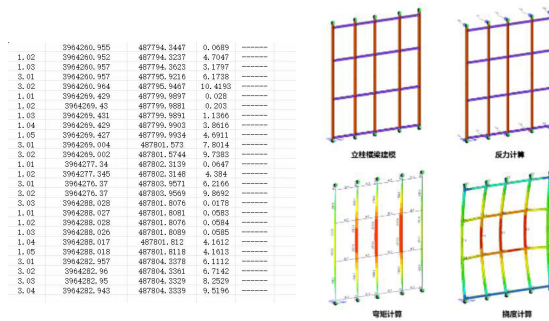 3964260.955 487794.3447 0.0689 ------
1.02 3964260.952 487794.3237 4.7047 ------
1.03 3964260.957 487794.3623 3.1797 ------
3.01 3964260.957 487795.9216 6.1738 ------
3.02 3964260.964 487795.9467 10.4193 ------
1.01 3964269.429 487799.9897 0.028 ------
1.02 3964269.43 487799.9881 0.203 ------
1.03 3964269.431 487799.9891 1.1366 ------
1.04 3964269.429 487799.9903 3.8616 ------
1.05 3964269.427 487799.9934 4.6911 ------
3.01 3964269.004 487801.573 7.8014 ------
3.02 3964269.002 487801.5744 9.7383 ------
1.01 3964277.34 487802.3139 0.0647 ------
1.02 3964277.345 487802.3148 4.384 ------
3.01 3964276.37 487803.9571 6.2166 ------
3.02 3964276.37 487803.9569 9.8692 ------
3.03 3964288.028 487801.8076 0.0178 ------
1.01 3964288.027 487801.8081 0.0583 ------
1.02 3964288.028 487801.8076 0.0584 ------
1.03 3964288.026 487801.8089 0.0585 ------
1.04 3964288.017 487801.812 4.1612 ------
1.05 3964288.018 487801.8118 4.1613 ------
3.01 3964282.957 487804.3378 6.1112 ------
3.02 3964282.96 487804.3361 6.7142 ------
3.03 3964282.95 487804.3329 8.2529 ------
3.04 3964282.943 487804.3339 9.5196 ------
立柱框梁建模
反力计算
弯矩计算
挠度计算